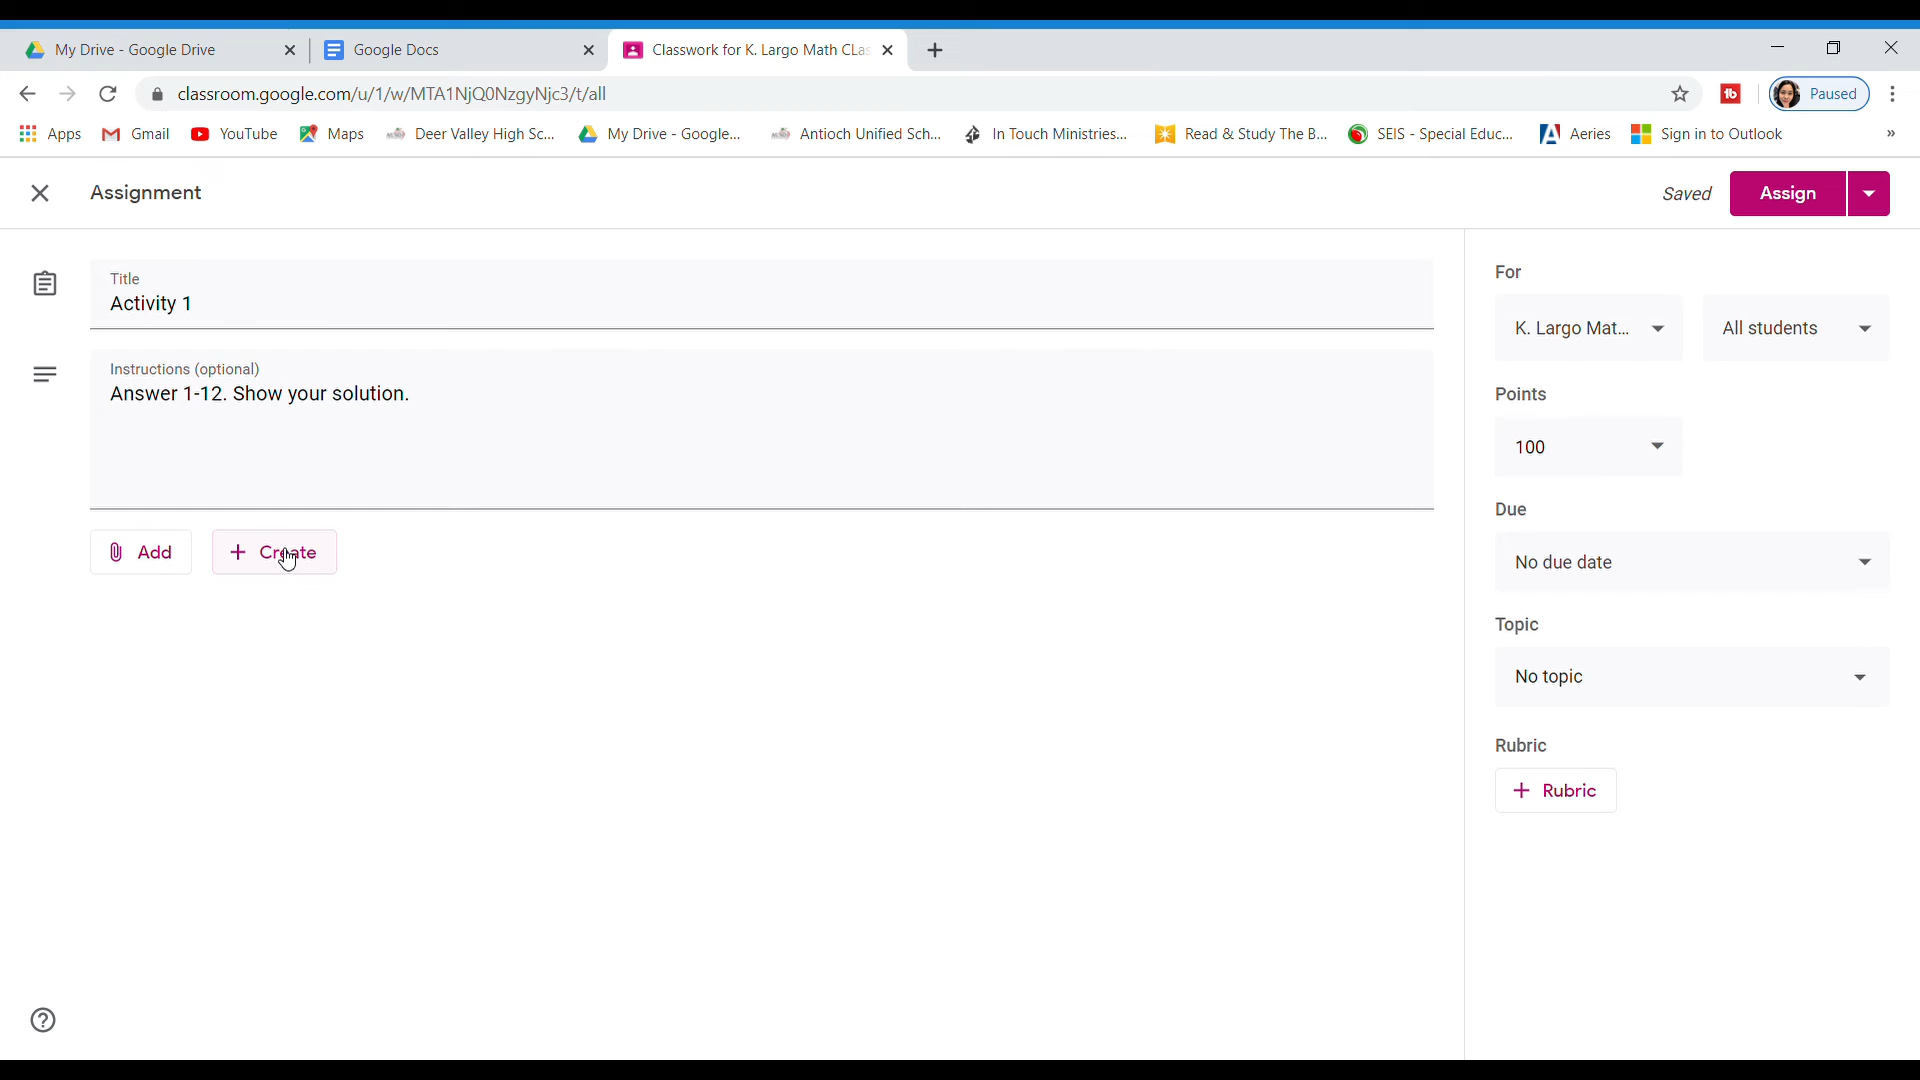 My Drive - Google Drive
Google Docs
Classwork for K. Largo Math CLas
classroom.google.com/u/1/w/MTA1NjQ0NzgyNjc3/t/all
Paused
Apps
Gmail
YouTube
Maps
Deer Valley High Sc...
My Drive - Google...
Antioch Unified Sch...
In Touch Ministries...
Read & Study The B...
SEIS - Special Educ...
Aeries
Sign in to Outlook
»
Assignment
Saved
Assign
Title
Activity 1
Instructions (optional)
Answer 1-12. Show your solution.
Add
Create
For
K. Largo Mat...
All students
Points
100
Due
No due date
Topic
No topic
Rubric
Rubric